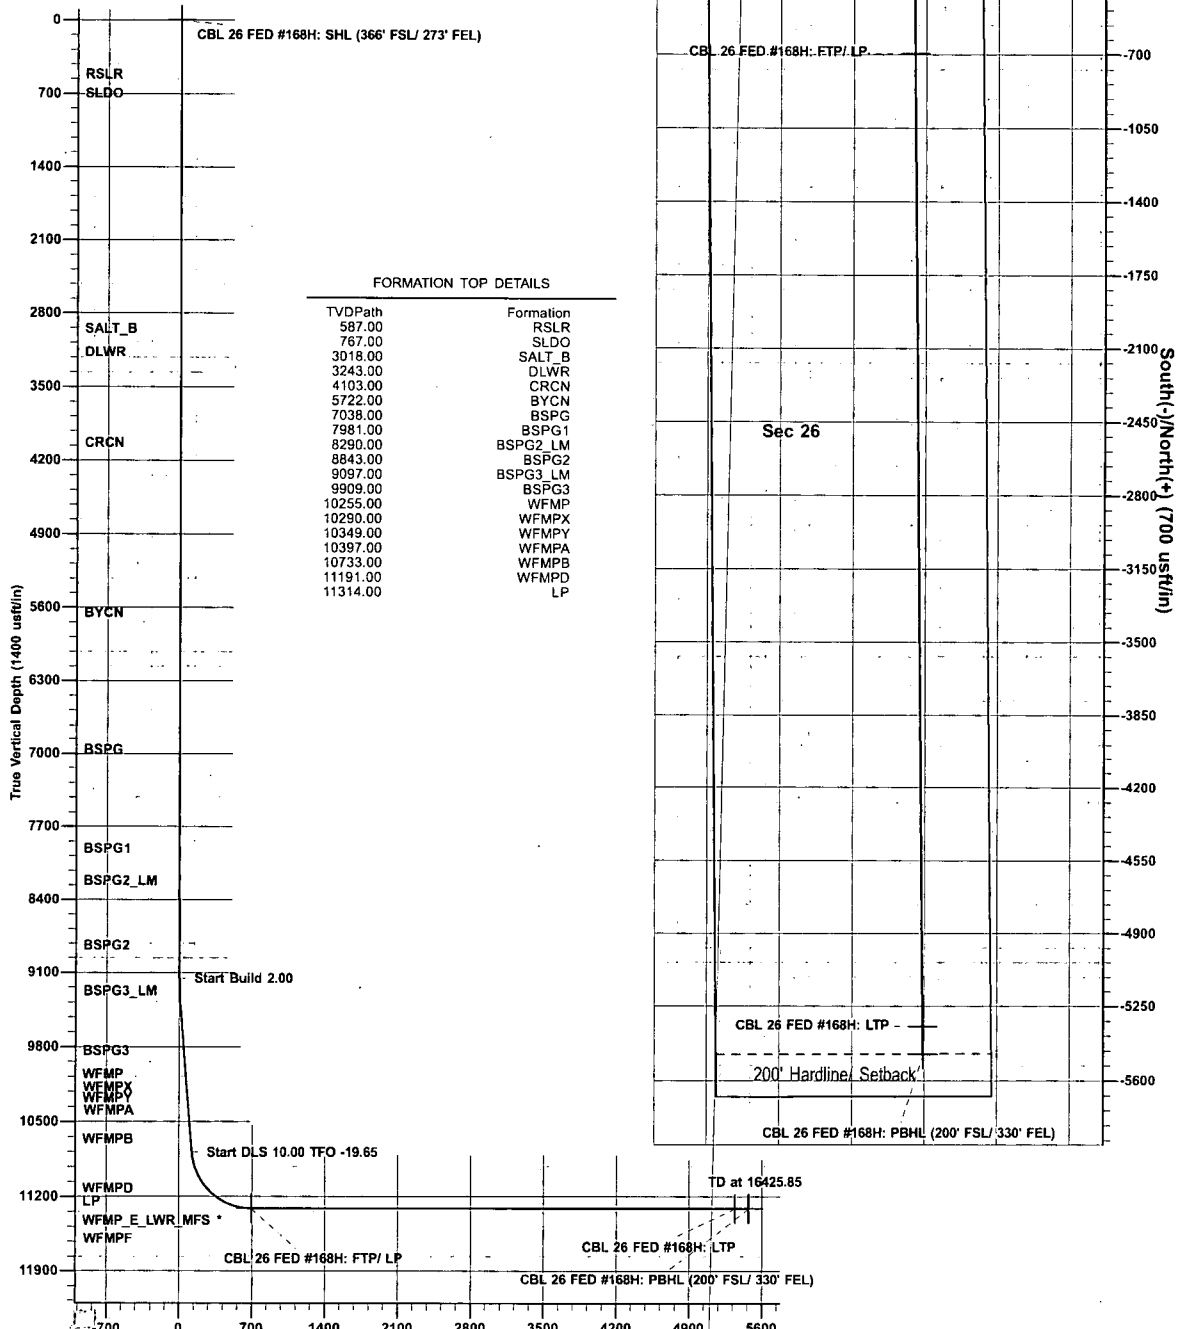 0
CBL 26 FED #168H: SHL (366' FSL/ 273' FEL)
RSLR
700
SLDO
1400
2100
2800
SALT_B
DLWR
3500
CRCN
4200
4900
5600
BYCN
6300
BSPG
7000
7700
BSPG1
BSPG2_LM
8400
BSPG2
9100
Start Build 2.00
BSPG3_LM
9800
BSPG3
WFMP
WFMPX
WFMPY
WFMPA
10500
WFMPB
Start DLS 10.00 TFO -19.65
WFMPD
11200
LP
WFMP_E_LWR_MFS *
WFMPF
11900
True Vertical Depth (1400 usft/in)
TD at 16425.85
CBL 26 FED #168H: FTP/ LP
CBL 26 FED #168H: LTP
CBL 26 FED #168H: PBHL (200' FSL/ 330' FEL)
-700
0
700
1400
2100
2800
3500
4200
4900
5600
FORMATION TOP DETAILS
TVDPath Formation
587.00 RSLR
767.00 SLDO
3018.00 SALT_B
3243.00 DLWR
4103.00 CRCN
5722.00 BYCN
7038.00 BSPG
7981.00 BSPG1
8290.00 BSPG2_LM
8843.00 BSPG2
9097.00 BSPG3_LM
9909.00 BSPG3
10255.00 WFMP
10290.00 WFMPX
10349.00 WFMPY
10397.00 WFMPA
10733.00 WFMPB
11191.00 WFMPD
11314.00 LP
CBL 26 FED #168H: FTP/ LP
Sec 26
CBL 26 FED #168H: LTP
200' Hardline/ Setback
CBL 26 FED #168H: PBHL (200' FSL/ 330' FEL)
-700
-1050
-1400
-1750
-2100
-2450
-2800
-3150
-3500
-3850
-4200
-4550
-4900
-5250
-5600
South(-)/North(+) (700 usft/in)